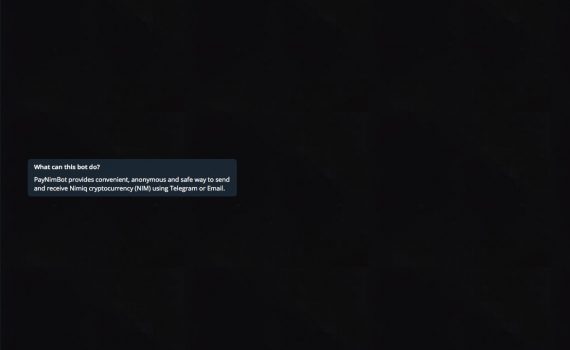 What can this bot do?
PayNimBot provides convenient, anonymous and safe way to send
and receive Nimiq cryptocurrency (NIM) using Telegram or Email.